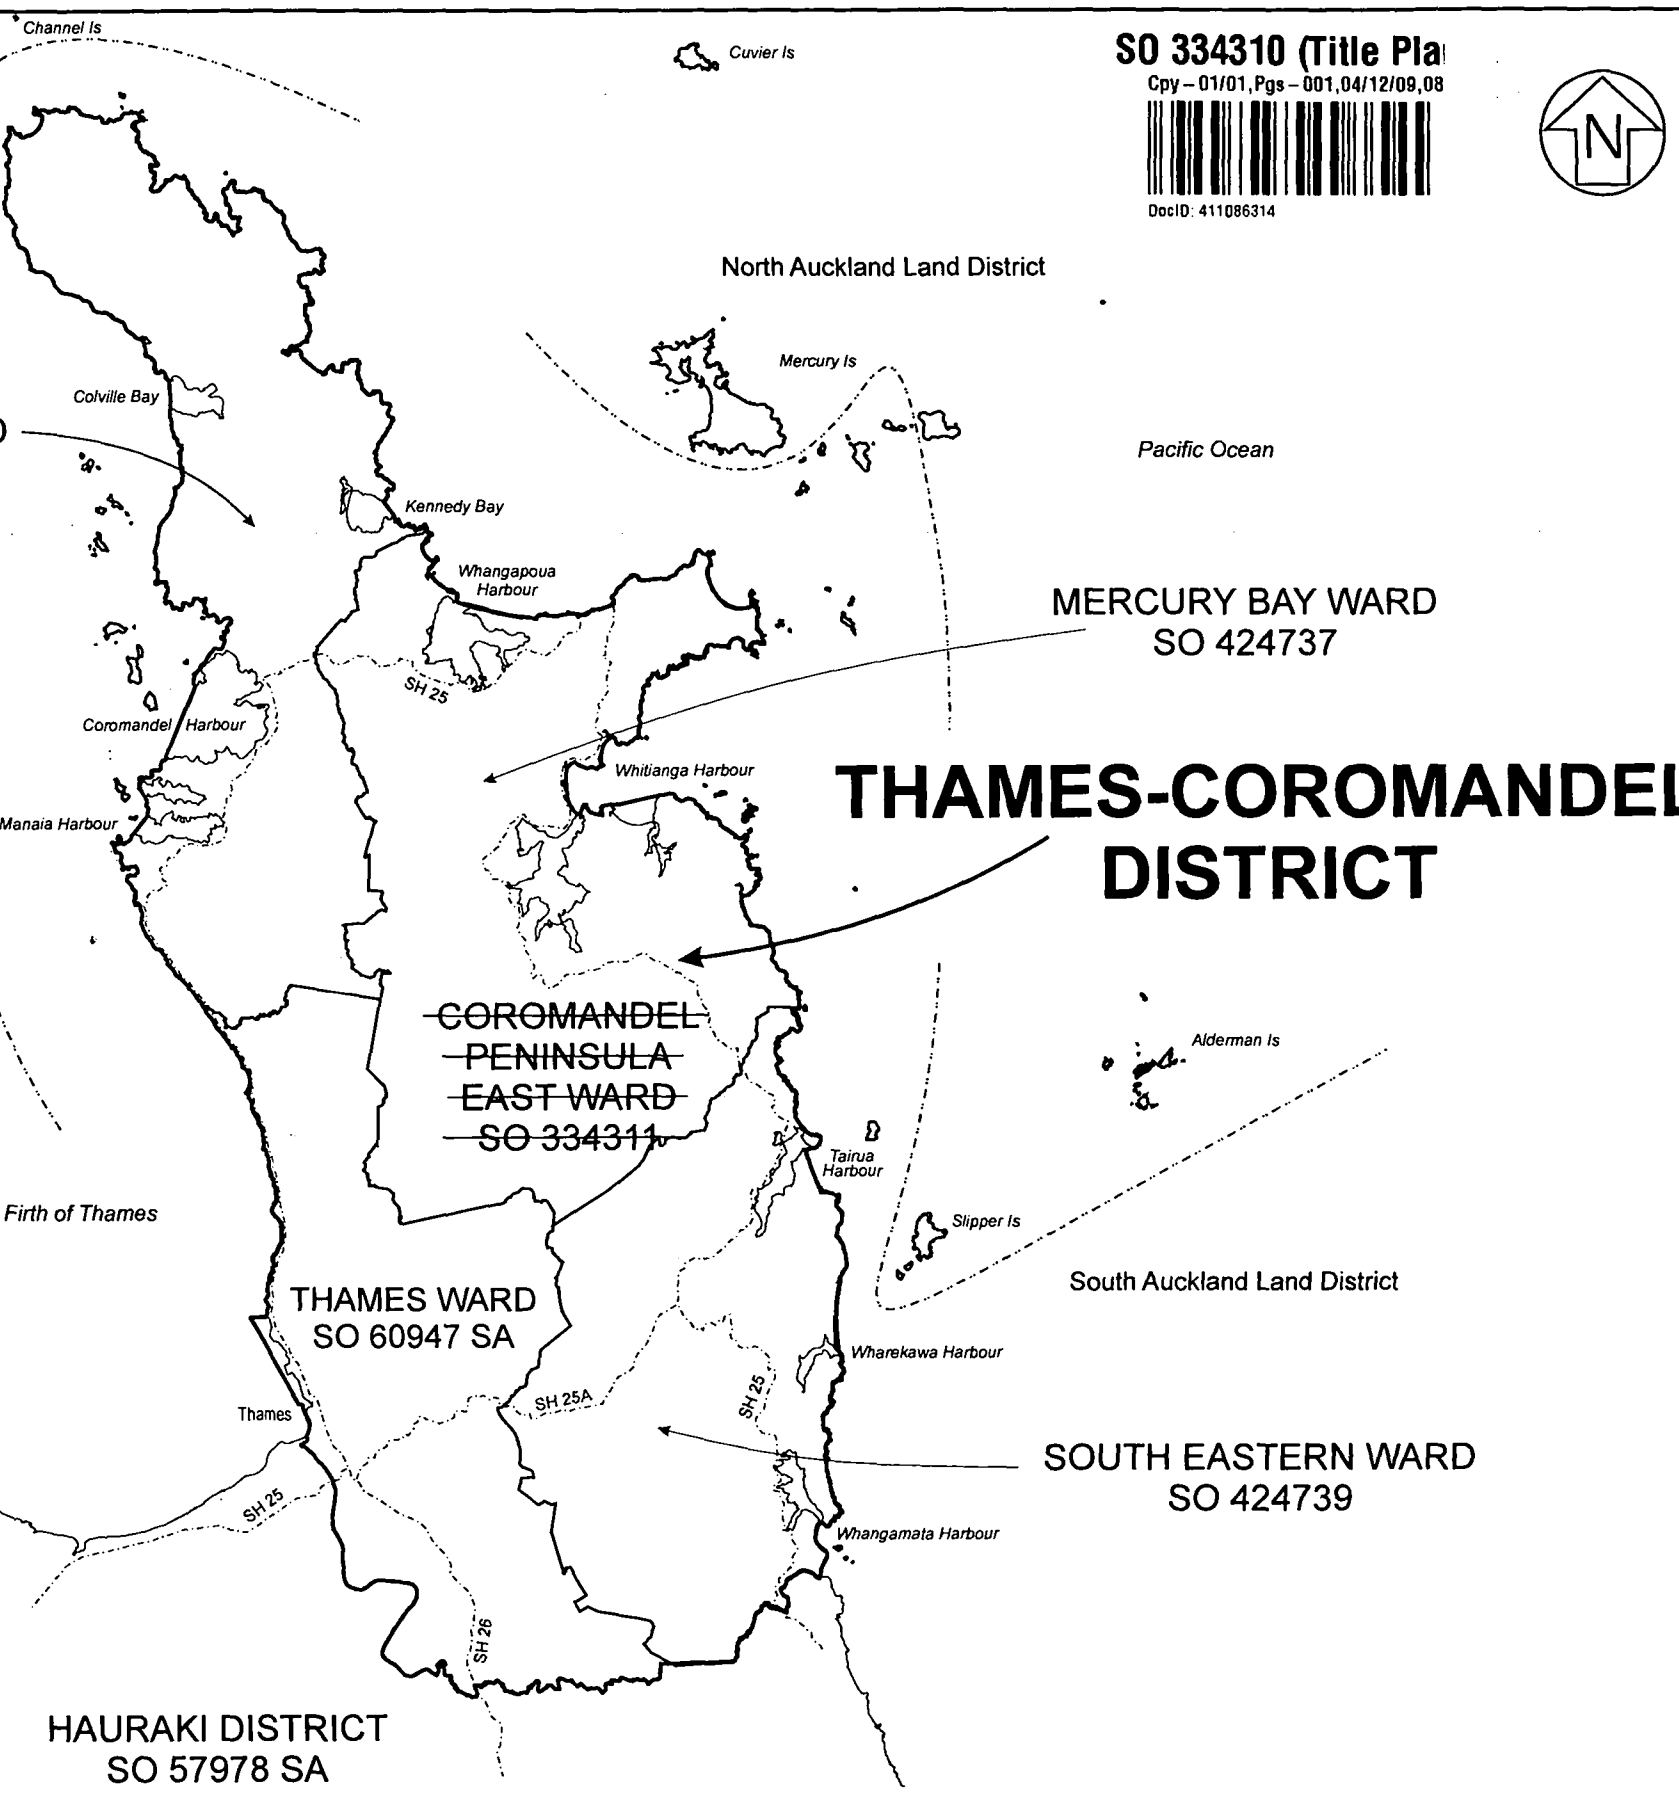 Channel Is
Cuvier Is
SO 334310 (Title Pla
Cpy - 01/01,Pgs - 001,04/12/09,08
DocID: 411086314
N
North Auckland Land District
Mercury Is
Colville Bay
Pacific Ocean
Kennedy Bay
Whangapoua
Harbour
MERCURY BAY WARD
SO 424737
SH 25
Coromandel Harbour
Whitianga Harbour
THAMES-COROMANDEL
DISTRICT
Manaia Harbour
COROMANDEL
PENINSULA
EAST WARD
SO 334311
Alderman Is
Tairua
Harbour
Firth of Thames
Slipper Is
South Auckland Land District
THAMES WARD
SO 60947 SA
Wharekawa Harbour
SH 25A
SH 25
Thames
SOUTH EASTERN WARD
SO 424739
SH 25
Whangamata Harbour
SH 26
HAURAKI DISTRICT
SO 57978 SA